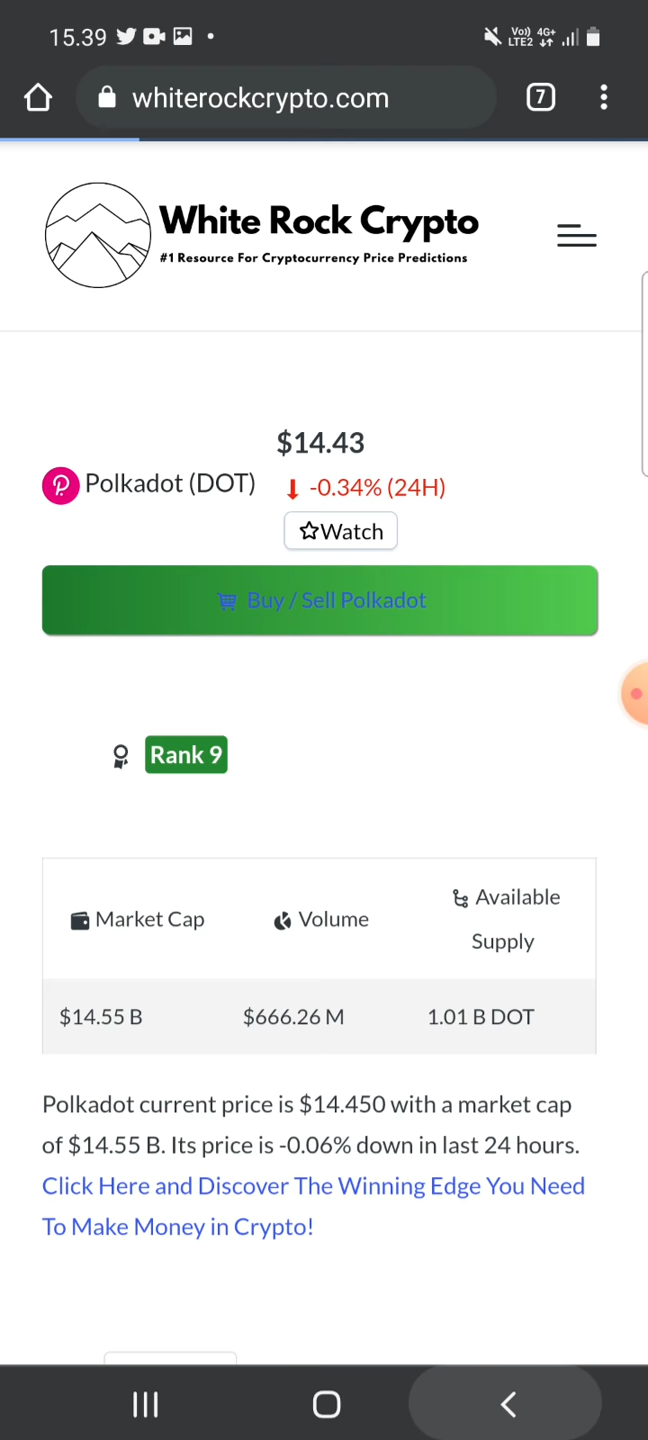 15.39
Vo)) 4G+
LTE2
whiterockcrypto.com
7
White Rock Crypto
#1 Resource For Cryptocurrency Price Predictions
$14.43
Polkadot (DOT)
-0.34% (24H)
Watch
Buy / Sell Polkadot
Rank 9
Market Cap
Volume
Available
Supply
$14.55 B
$666.26 M
1.01 B DOT
Polkadot current price is $14.450 with a market cap
of $14.55 B. Its price is -0.06% down in last 24 hours.
Click Here and Discover The Winning Edge You Need
To Make Money in Crypto!